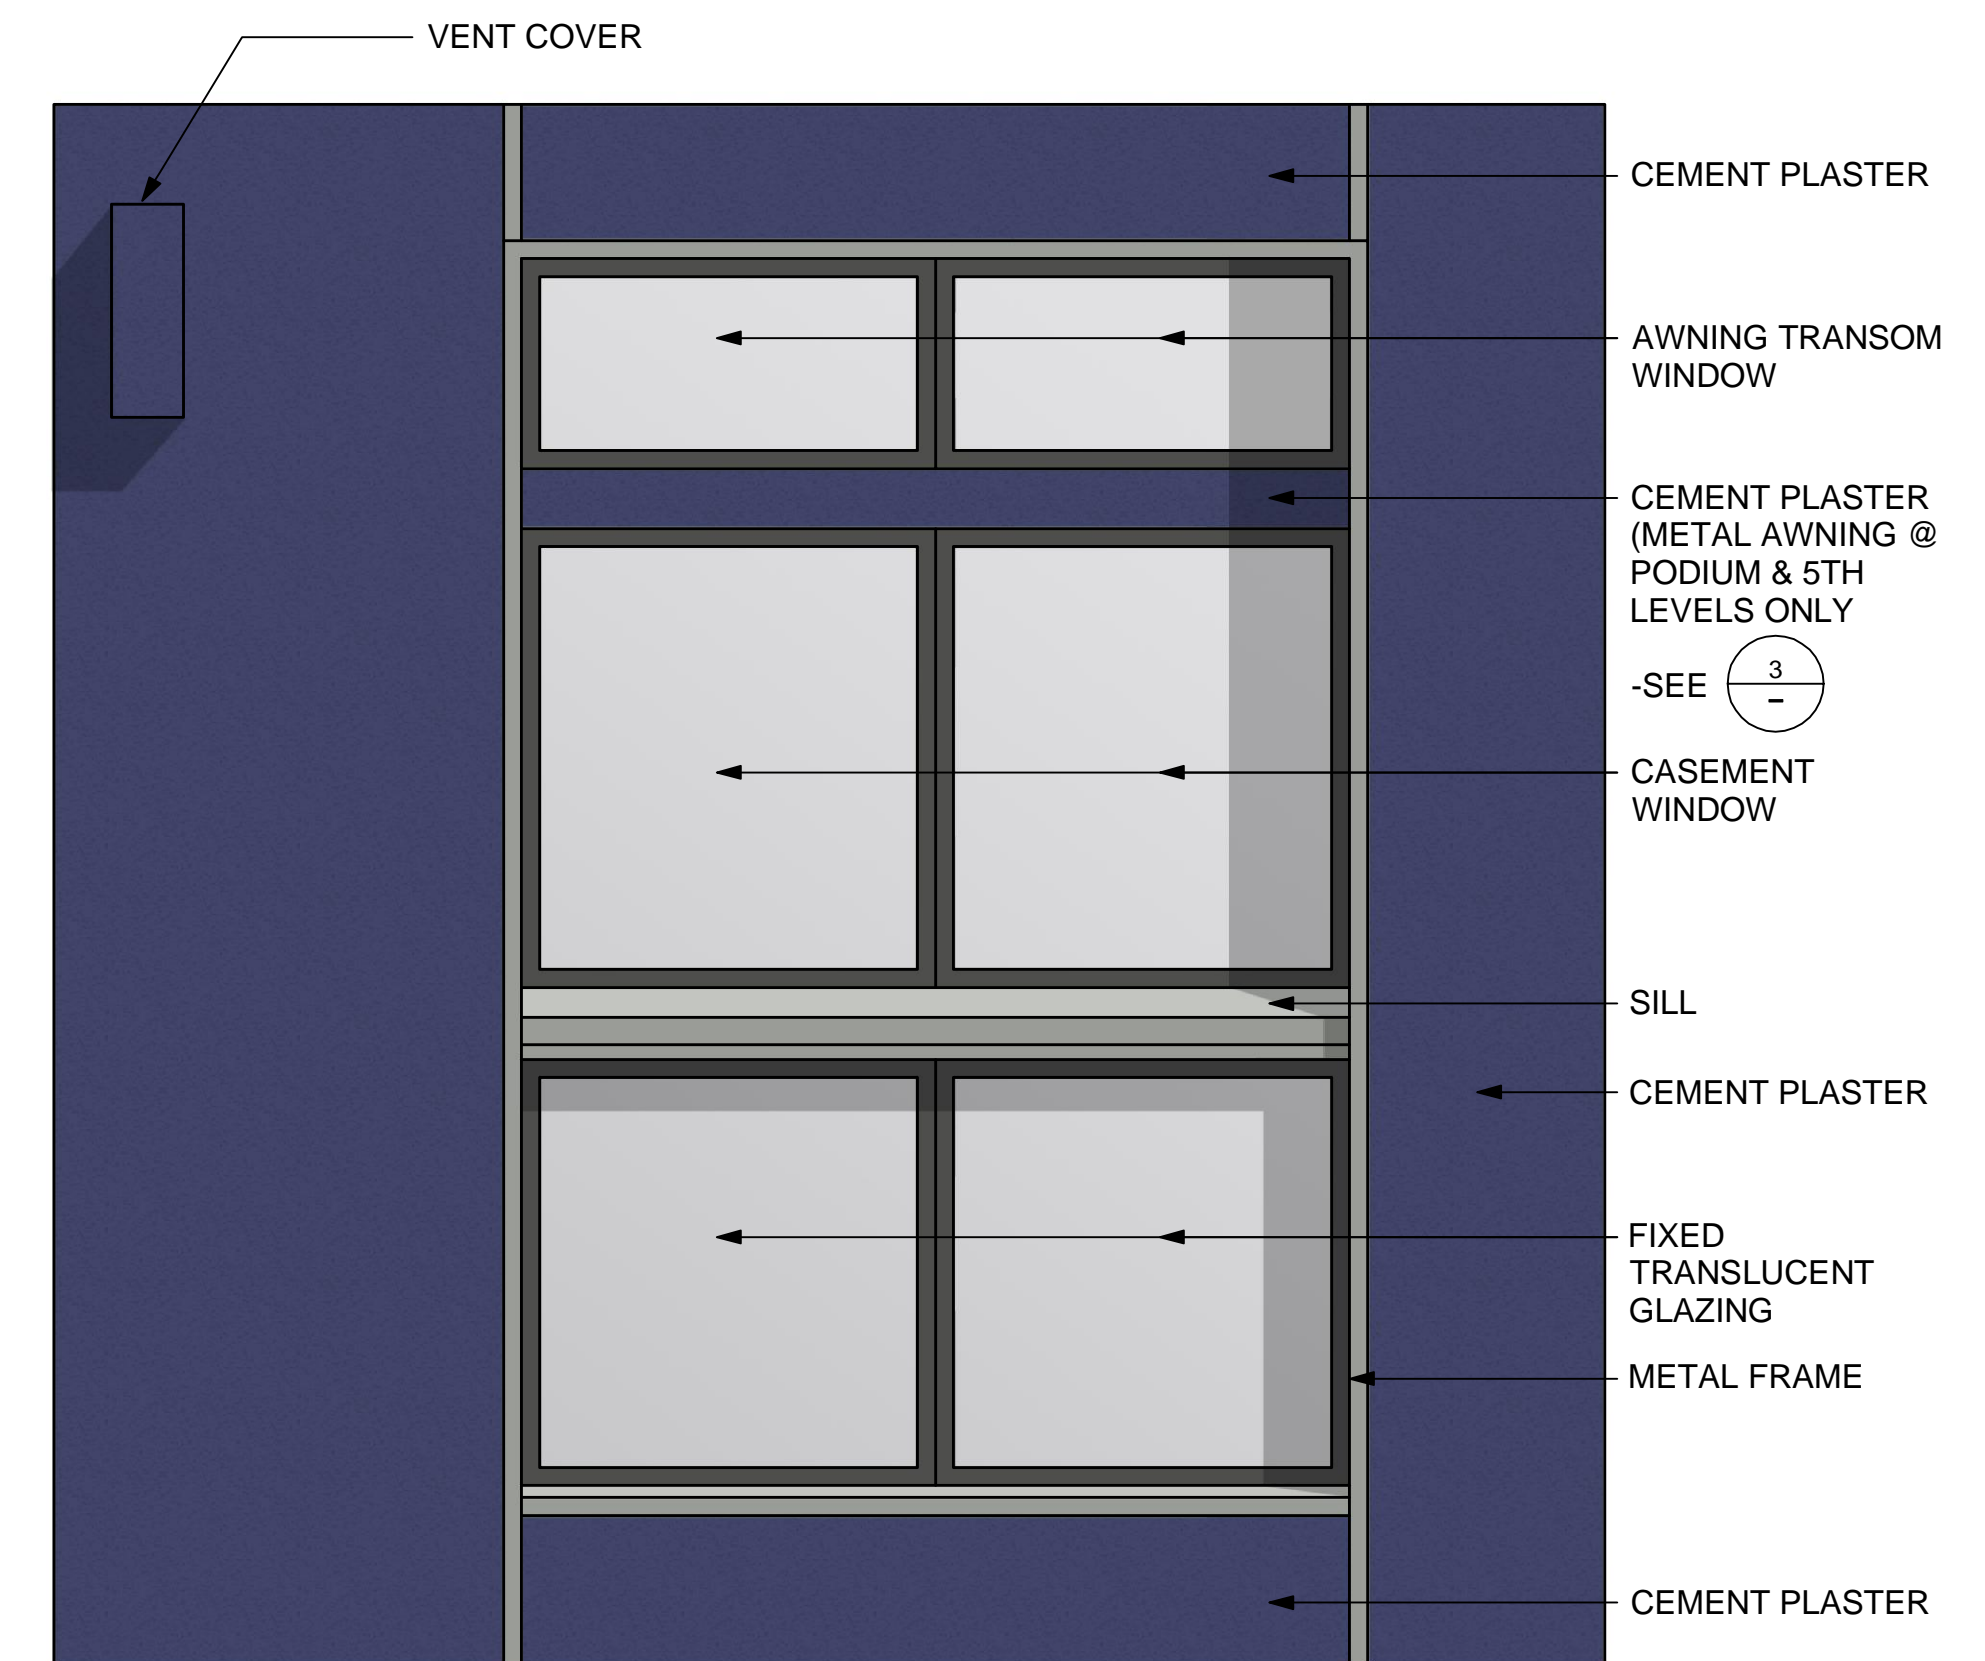 VENT COVER
CEMENT PLASTER
AWNING TRANSOM
WINDOW
CEMENT PLASTER
(METAL AWNING @
PODIUM & 5TH
LEVELS ONLY
-SEE
3
–
CASEMENT
WINDOW
SILL
CEMENT PLASTER
FIXED
TRANSLUCENT
GLAZING
METAL FRAME
CEMENT PLASTER